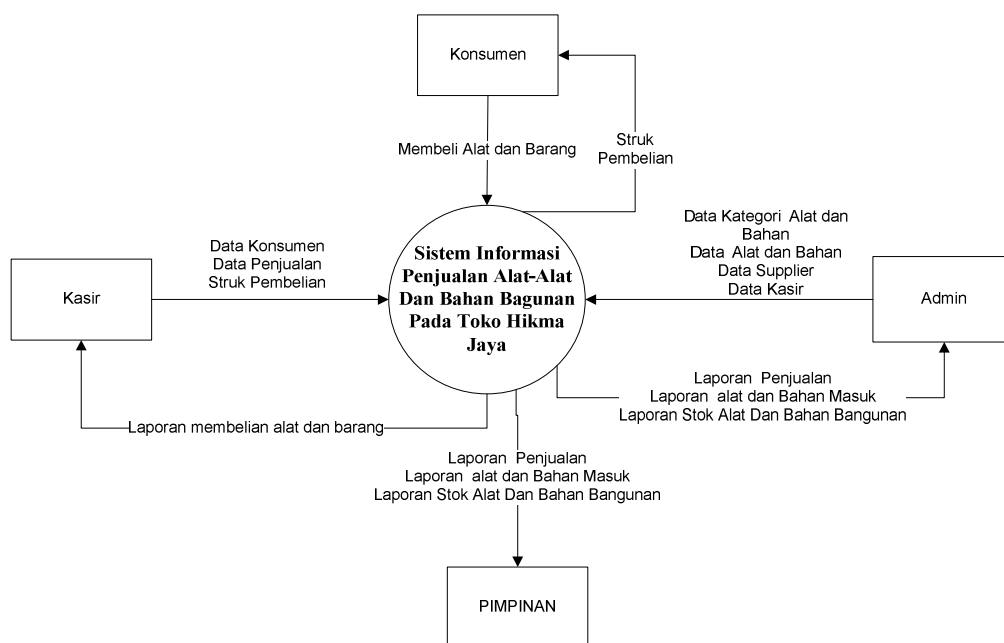 Konsumen
Membeli Alat dan Barang
Struk
Pembelian
Data Kategori Alat dan
Bahan
Data Alat dan Bahan
Data Supplier
Data Kasir
Data Konsumen
Data Penjualan
Struk Pembelian
Sistem Informasi
Penjualan Alat-Alat
Dan Bahan Bagunan
Pada Toko Hikma
Jaya
Kasir
Admin
Laporan Penjualan
Laporan alat dan Bahan Masuk
Laporan Stok Alat Dan Bahan Bangunan
Laporan membelian alat dan barang
Laporan Penjualan
Laporan alat dan Bahan Masuk
Laporan Stok Alat Dan Bahan Bangunan
PIMPINAN